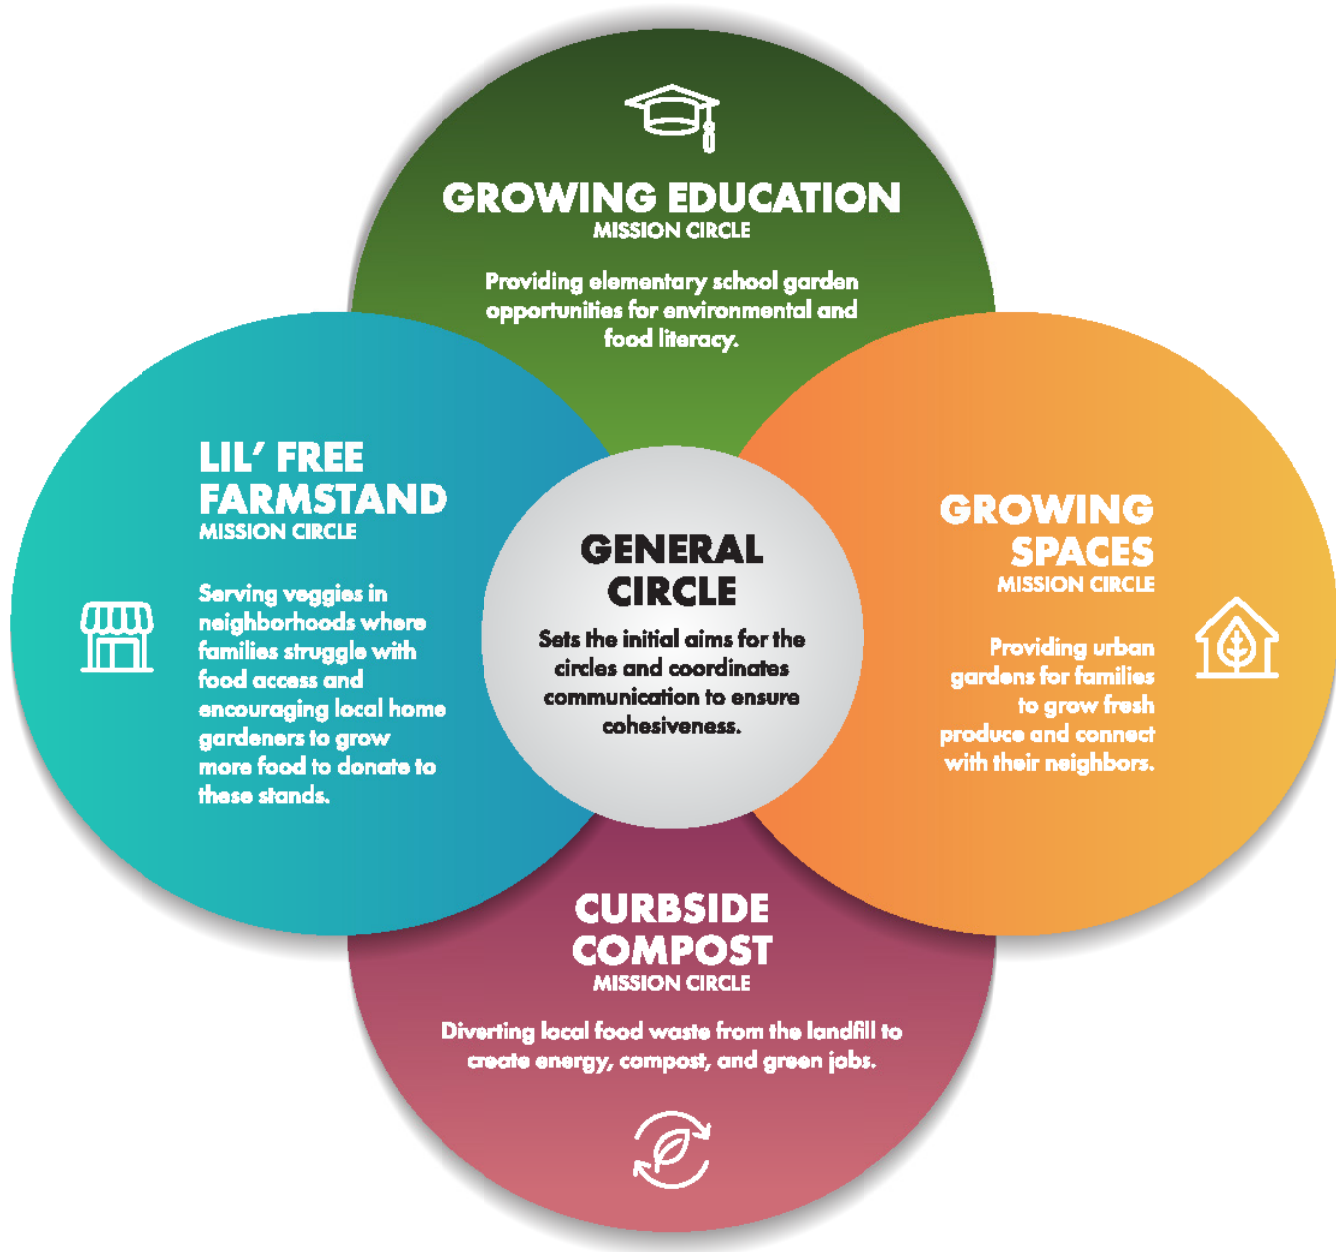 GROWING EDUCATION
MISSION CIRCLE
Providing elementary school garden
opportunities for environmental and
food literacy.
LIL’ FREE
FARMSTAND
MISSION CIRCLE
Serving veggies in
neighborhoods where
families struggle with
food access and
encouraging local home
gardeners to grow
more food to donate to
these stands.
GENERAL
CIRCLE
Sets the initial aims for the
circles and coordinates
communication to ensure
cohesiveness.
GROWING
SPACES
MISSION CIRCLE
Providing urban
gardens for families
to grow fresh
produce and connect
with their neighbors.
CURBSIDE
COMPOST
MISSION CIRCLE
Diverting local food waste from the landfill to
create energy, compost, and green jobs.